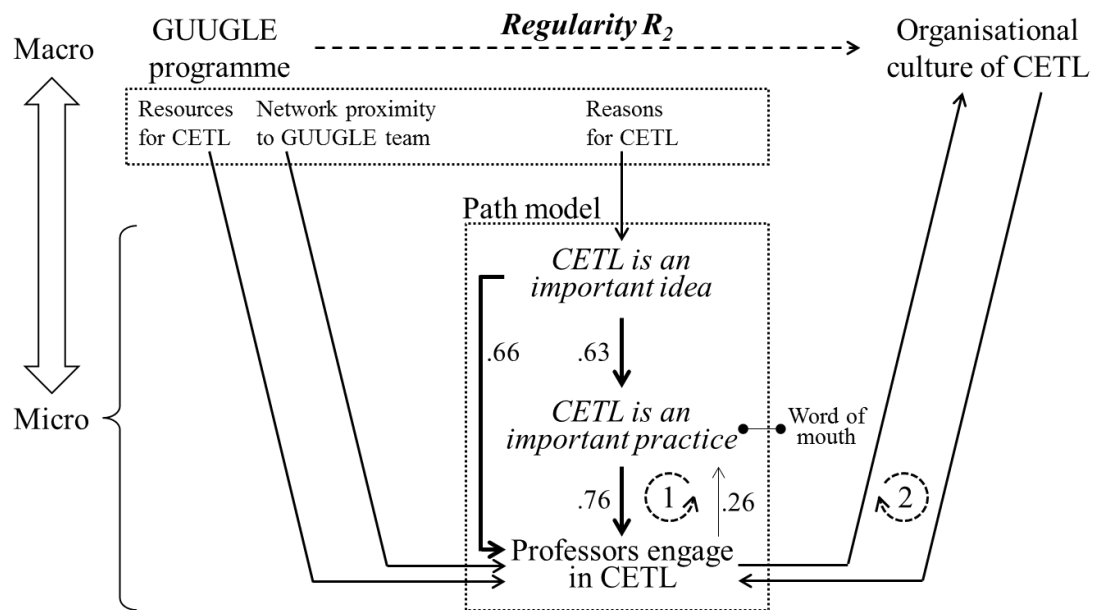 Macro
GUUGLE
programme
Regularity R2
Organisational
culture of CETL
Resources
for CETL
Network proximity
to GUUGLE team
Reasons
for CETL
Path model
CETL is an
important idea
.66
.63
Micro
CETL is an
important practice
Word of
mouth
.76
1
.26
2
Professors engage
in CETL